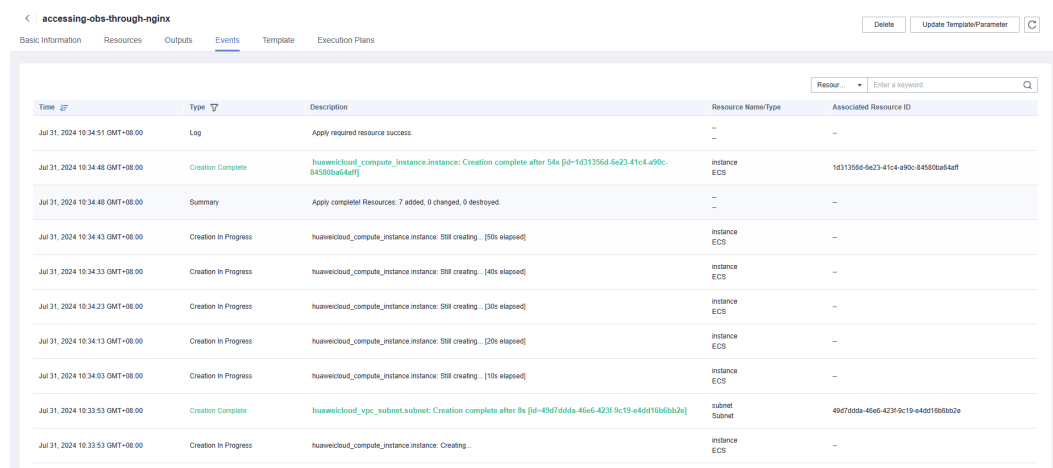 accessing-obs-through-nginx
Delete
Update Template/Parameter
Basic Information Resources Outputs Events Template Execution Plans
Resour... Enter a keyword.
Time Type Description Resource Name/Type Associated Resource ID
Jul 31, 2024 10:34:51 GMT+08:00 Log Apply required resource success. -- --
--
Jul 31, 2024 10:34:48 GMT+08:00 Creation Complete huaweicloud_compute_instance.instance: Creation complete after 54s [id=1d31356d-6e23-41c4-a90c- instance 1d31356d-6e23-41c4-a90c-84580ba64aff
84580ba64aff] ECS
Jul 31, 2024 10:34:48 GMT+08:00 Summary Apply complete! Resources: 7 added, 0 changed, 0 destroyed. -- --
--
Jul 31, 2024 10:34:43 GMT+08:00 Creation In Progress huaweicloud_compute_instance.instance: Still creating... [50s elapsed] instance --
ECS
Jul 31, 2024 10:34:33 GMT+08:00 Creation In Progress huaweicloud_compute_instance.instance: Still creating... [40s elapsed] instance --
ECS
Jul 31, 2024 10:34:23 GMT+08:00 Creation In Progress huaweicloud_compute_instance.instance: Still creating... [30s elapsed] instance --
ECS
Jul 31, 2024 10:34:13 GMT+08:00 Creation In Progress huaweicloud_compute_instance.instance: Still creating... [20s elapsed] instance --
ECS
Jul 31, 2024 10:34:03 GMT+08:00 Creation In Progress huaweicloud_compute_instance.instance: Still creating... [10s elapsed] instance --
ECS
Jul 31, 2024 10:33:53 GMT+08:00 Creation Complete huaweicloud_vpc_subnet.subnet: Creation complete after 8s [id=49d7ddda-46e6-423f-9c19-e4dd16b6bb2e] subnet 49d7ddda-46e6-423f-9c19-e4dd16b6bb2e
Subnet
Jul 31, 2024 10:33:53 GMT+08:00 Creation In Progress huaweicloud_compute_instance.instance: Creating... instance --
ECS